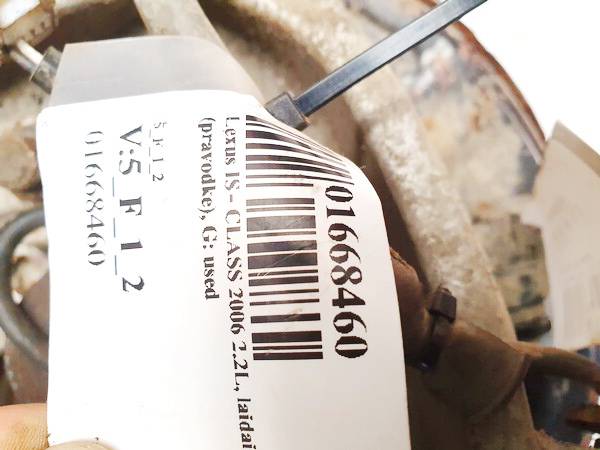 01668460
Lexus IS - CLASS 2006 2.2L, laidai
(pravodke), G: used
5_F_1_2
V:5_F_1_2
01668460